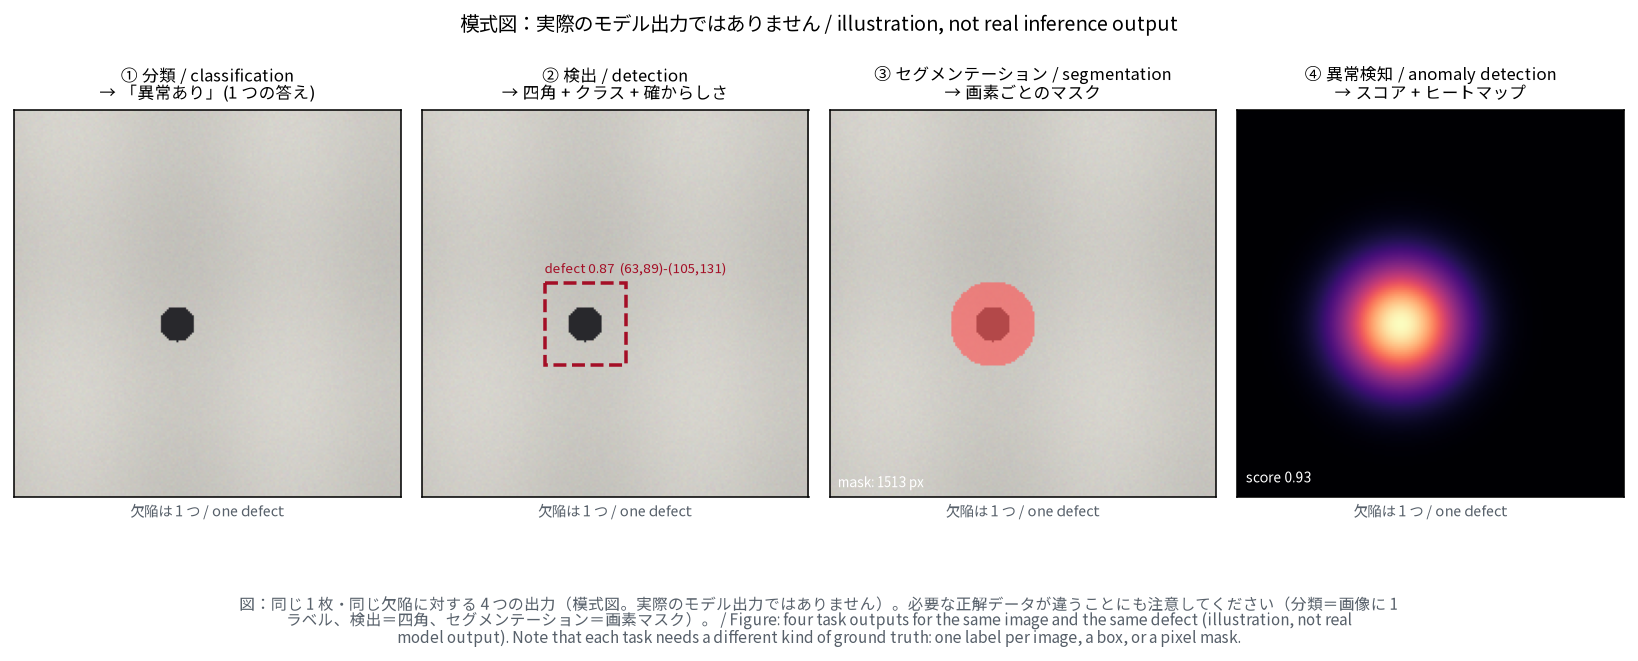 模式図：実際のモデル出力ではありません / illustration, not real inference output
① 分類 / classification
→ 「異常あり」(1 つの答え)
② 検出 / detection
→ 四角 + クラス + 確からしさ
③ セグメンテーション / segmentation
→ 画素ごとのマスク
④ 異常検知 / anomaly detection
→ スコア + ヒートマップ
defect 0.87 (63,89)-(105,131)
mask: 1513 px
score 0.93
欠陥は 1 つ / one defect
欠陥は 1 つ / one defect
欠陥は 1 つ / one defect
欠陥は 1 つ / one defect
図：同じ 1 枚・同じ欠陥に対する 4 つの出力（模式図。実際のモデル出力ではありません）。必要な正解データが違うことにも注意してください（分類＝画像に 1
ラベル、検出＝四角、セグメンテーション＝画素マスク）。 / Figure: four task outputs for the same image and the same defect (illustration, not real
model output). Note that each task needs a different kind of ground truth: one label per image, a box, or a pixel mask.